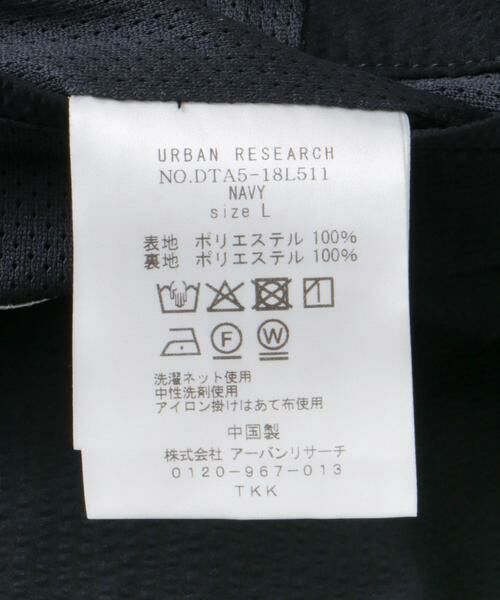 URBAN RESEARCH
NO.DTA5-18L511
NAVY
size L
表地 ポリエステル 100%
裏地 ポリエステル 100%
F W
洗濯ネット使用
中性洗剤使用
アイロン掛けはあて布使用
中国製
株式会社 アーバンリサーチ
0120-967-013
TKK